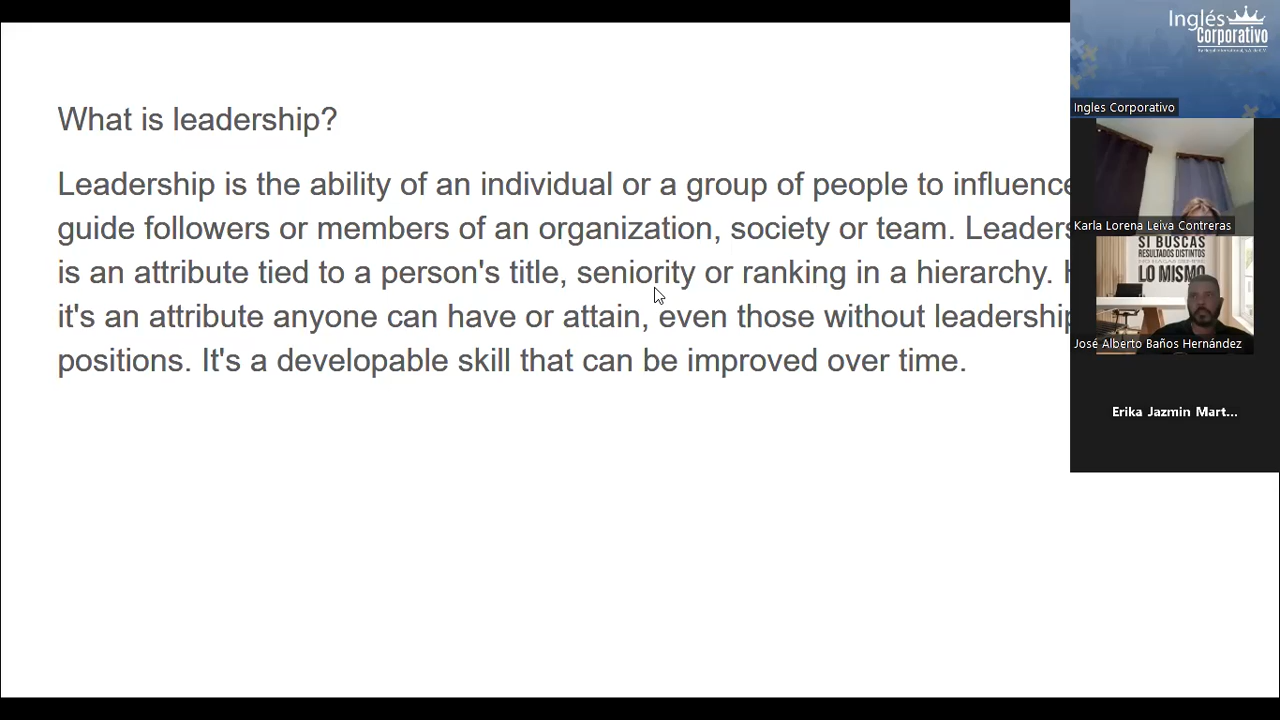 What is leadership?
Leadership is the ability of an individual or a group of people to influence
guide followers or members of an organization, society or team. Leaders
is an attribute tied to a person's title, seniority or ranking in a hierarchy. H
it's an attribute anyone can have or attain, even those without leadership
positions. It's a developable skill that can be improved over time.
Inglés
Corporativo
Ingles Corporativo
Karla Lorena Leiva Contreras
SI BUSCAS
RESULTADOS DISTINTOS
LO MISMO
José Alberto Baños Hernández
Erika Jazmin Mart...